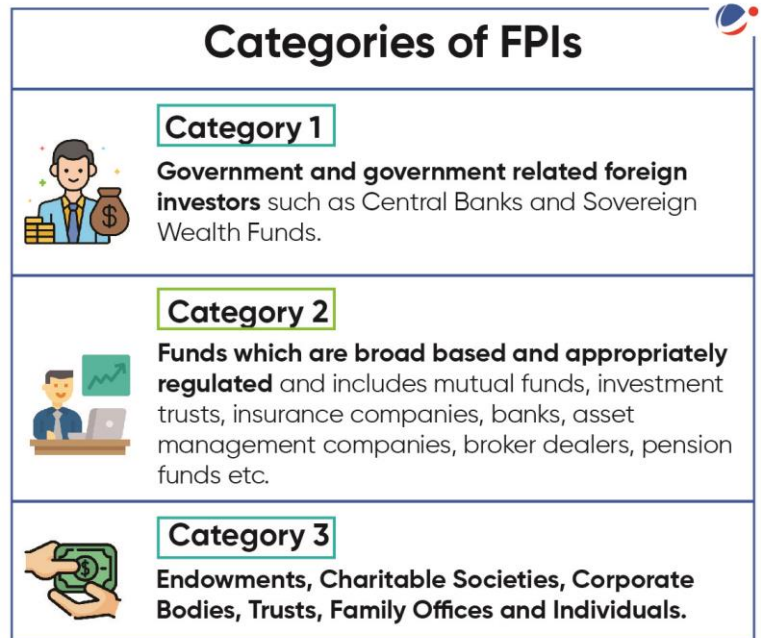 Categories of FPIs
Category 1
Government and government related foreign
investors such as Central Banks and Sovereign
Wealth Funds.
Category 2
Funds which are broad based and appropriately
regulated and includes mutual funds, investment
trusts, insurance companies, banks, asset
management companies, broker dealers, pension
funds etc.
Category 3
Endowments, Charitable Societies, Corporate
Bodies, Trusts, Family Offices and Individuals.